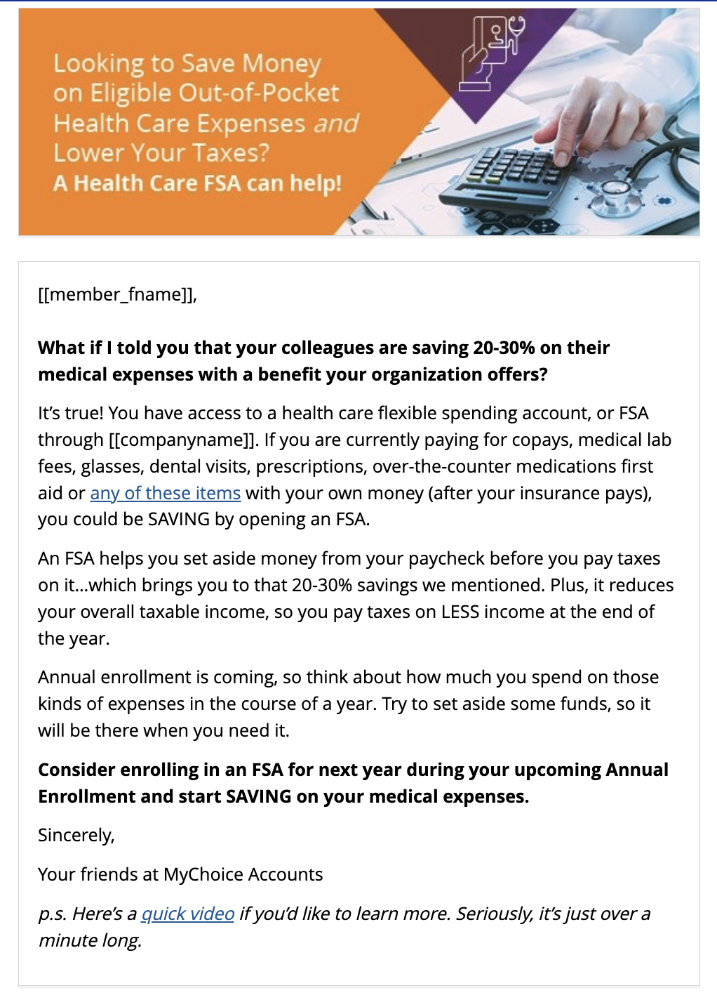 Looking to Save Money
on Eligible Out-of-Pocket
Health Care Expenses and
Lower Your Taxes?
A Health Care FSA can help!
[[member_fname]],
What if I told you that your colleagues are saving 20-30% on their
medical expenses with a benefit your organization offers?
It’s true! You have access to a health care flexible spending account, or FSA
through [[companyname]]. If you are currently paying for copays, medical lab
fees, glasses, dental visits, prescriptions, over-the-counter medications first
aid or any of these items with your own money (after your insurance pays),
you could be SAVING by opening an FSA.
An FSA helps you set aside money from your paycheck before you pay taxes
on it...which brings you to that 20-30% savings we mentioned. Plus, it reduces
your overall taxable income, so you pay taxes on LESS income at the end of
the year.
Annual enrollment is coming, so think about how much you spend on those
kinds of expenses in the course of a year. Try to set aside some funds, so it
will be there when you need it.
Consider enrolling in an FSA for next year during your upcoming Annual
Enrollment and start SAVING on your medical expenses.
Sincerely,
Your friends at MyChoice Accounts
p.s. Here’s a quick video if you’d like to learn more. Seriously, it’s just over a
minute long.